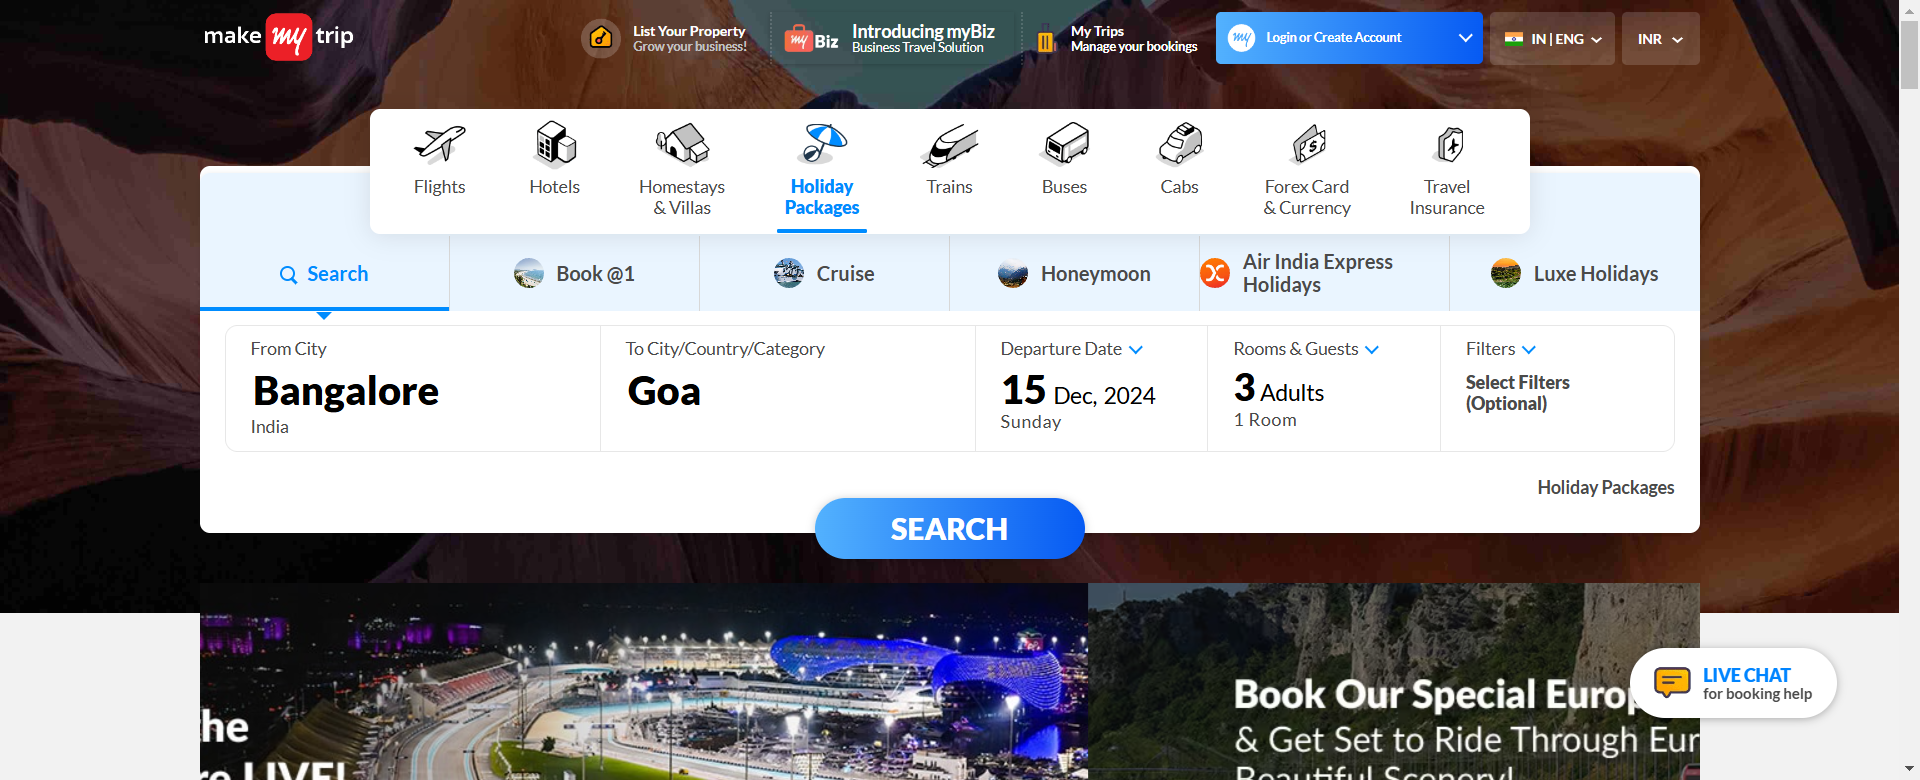 make my trip
List Your Property
Grow your business!
my Biz
Introducing myBiz
Business Travel Solution
My Trips
Manage your bookings
my
Login or Create Account
IN | ENG
INR
Flights
Hotels
Homestays
& Villas
Holiday
Packages
Trains
Buses
Cabs
Forex Card
& Currency
Travel
Insurance
Search
Book @1
Cruise
Honeymoon
Air India Express
Holidays
Luxe Holidays
From City
Bangalore
India
To City/Country/Category
Goa
Departure Date
15 Dec, 2024
Sunday
Rooms & Guests
3 Adults
1 Room
Filters
Select Filters
(Optional)
Holiday Packages
SEARCH
he
re LIVE!
Book Our Special Europ
& Get Set to Ride Through Eur
Beautiful Scenery!
LIVE CHAT
for booking help